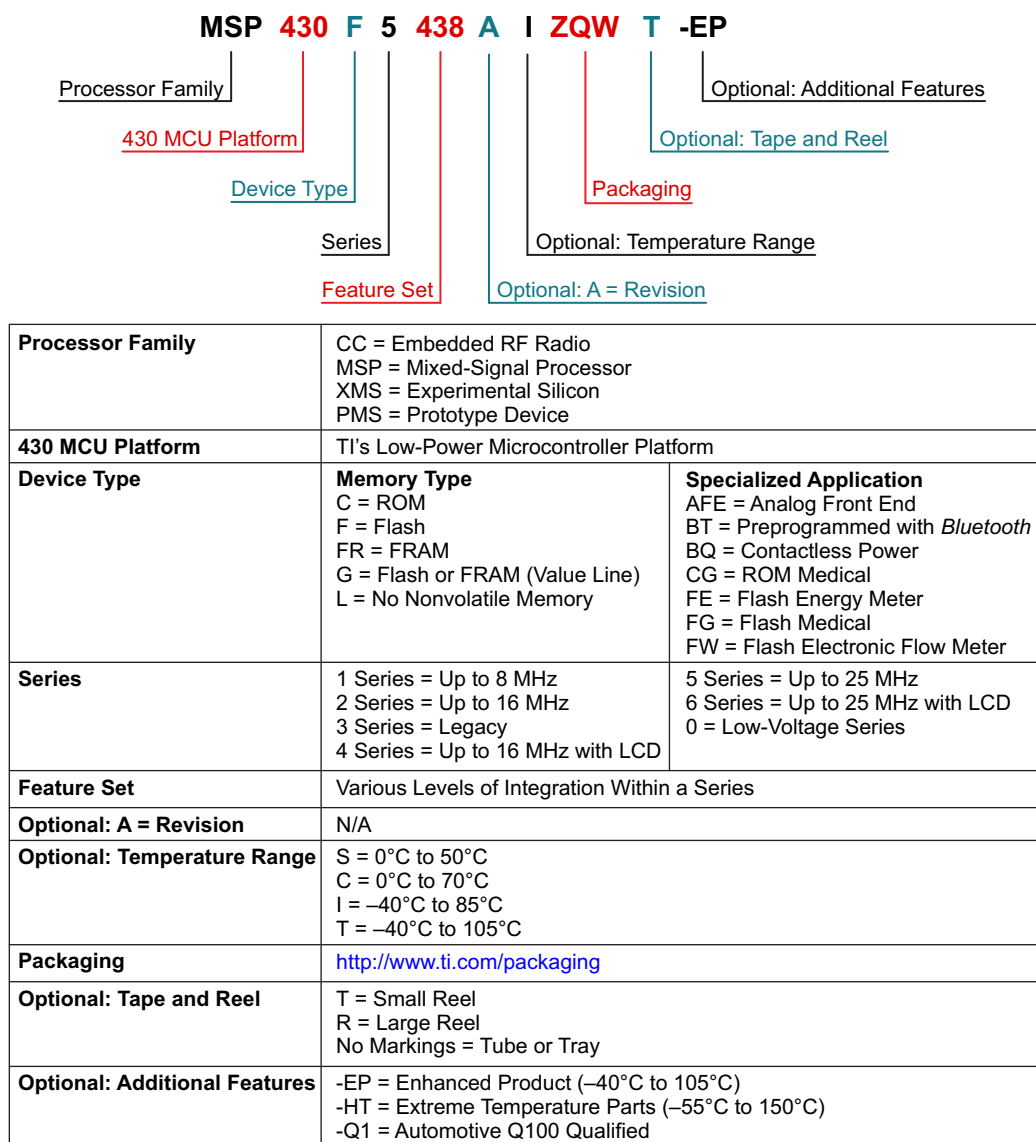 MSP 430 F 5 438 A I ZQW T -EP
Processor Family
Optional: Additional Features
430 MCU Platform
Optional: Tape and Reel
Device Type
Packaging
Series
Optional: Temperature Range
Feature Set
Optional: A = Revision
Processor Family
CC = Embedded RF Radio
MSP = Mixed-Signal Processor
XMS = Experimental Silicon
PMS = Prototype Device
430 MCU Platform
TI's Low-Power Microcontroller Platform
Device Type
Memory Type
C = ROM
F = Flash
FR = FRAM
G = Flash or FRAM (Value Line)
L = No Nonvolatile Memory
Specialized Application
AFE = Analog Front End
BT = Preprogrammed with Bluetooth
BQ = Contactless Power
CG = ROM Medical
FE = Flash Energy Meter
FG = Flash Medical
FW = Flash Electronic Flow Meter
Series
1 Series = Up to 8 MHz
2 Series = Up to 16 MHz
3 Series = Legacy
4 Series = Up to 16 MHz with LCD
5 Series = Up to 25 MHz
6 Series = Up to 25 MHz with LCD
0 = Low-Voltage Series
Feature Set
Various Levels of Integration Within a Series
Optional: A = Revision
N/A
Optional: Temperature Range
S = 0°C to 50°C
C = 0°C to 70°C
I = –40°C to 85°C
T = –40°C to 105°C
Packaging
http://www.ti.com/packaging
Optional: Tape and Reel
T = Small Reel
R = Large Reel
No Markings = Tube or Tray
Optional: Additional Features
-EP = Enhanced Product (–40°C to 105°C)
-HT = Extreme Temperature Parts (–55°C to 150°C)
-Q1 = Automotive Q100 Qualified